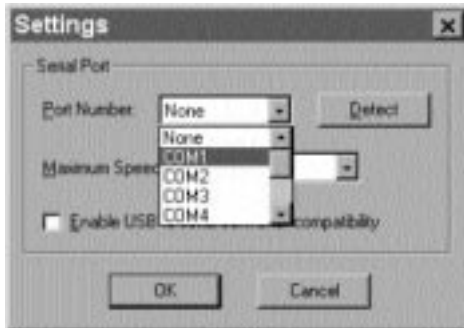 Settings
Serial Port
Port Number:
None
Detect
None
COM1
Maximum Speed
COM2
COM3
COM4
Enable USB
compatibility
OK
Cancel